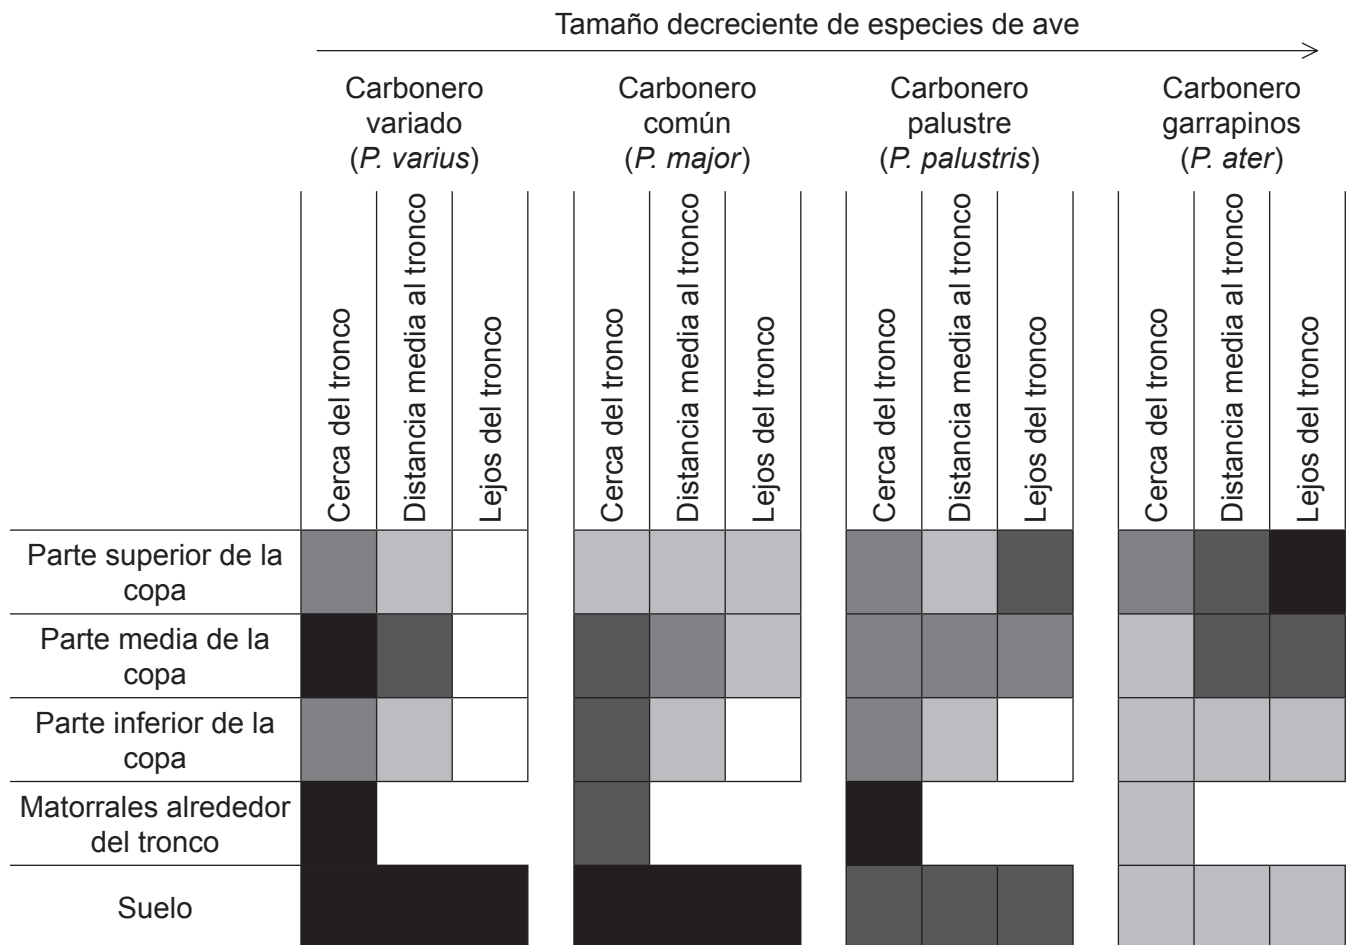 Tamaño decreciente de especies de ave
Carbonero
variado
(P. varius)
Carbonero
común
(P. major)
Carbonero
palustre
(P. palustris)
Carbonero
garrapinos
(P. ater)
Cerca del tronco
Distancia media al tronco
Lejos del tronco
Cerca del tronco
Distancia media al tronco
Lejos del tronco
Cerca del tronco
Distancia media al tronco
Lejos del tronco
Cerca del tronco
Distancia media al tronco
Lejos del tronco
Parte superior de la
copa
Parte media de la
copa
Parte inferior de la
copa
Matorrales alrededor
del tronco
Suelo